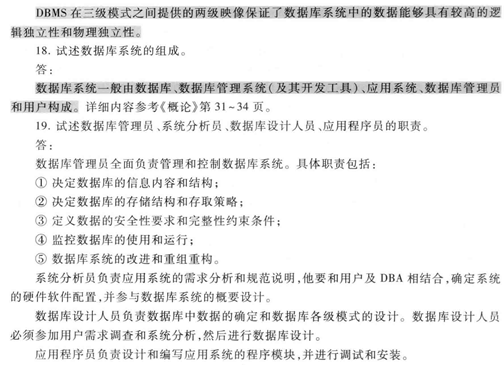 DBMS 在三级模式之间提供的两级映像保证了数据库系统中的数据能够具有较高的逻
辑独立性和物理独立性。
18. 试述数据库系统的组成。
答:
数据库系统一般由数据库、数据库管理系统(及其开发工具)、应用系统、数据库管理员
和用户构成。详细内容参考《概论》第 31~34 页。
19. 试述数据库管理员、系统分析员、数据库设计人员、应用程序员的职责。
答:
数据库管理员全面负责管理和控制数据库系统。具体职责包括:
① 决定数据库的信息内容和结构;
② 决定数据库的存储结构和存取策略;
③ 定义数据的安全性要求和完整性约束条件;
④ 监控数据库的使用和运行;
⑤ 数据库系统的改进和重组重构。
系统分析员负责应用系统的需求分析和规范说明,他要和用户及 DBA 相结合,确定系统
的硬件软件配置,并参与数据库系统的概要设计。
数据库设计人员负责数据库中数据的确定和数据库各级模式的设计。数据库设计人员
必须参加用户需求调查和系统分析,然后进行数据库设计。
应用程序员负责设计和编写应用系统的程序模块,并进行调试和安装。